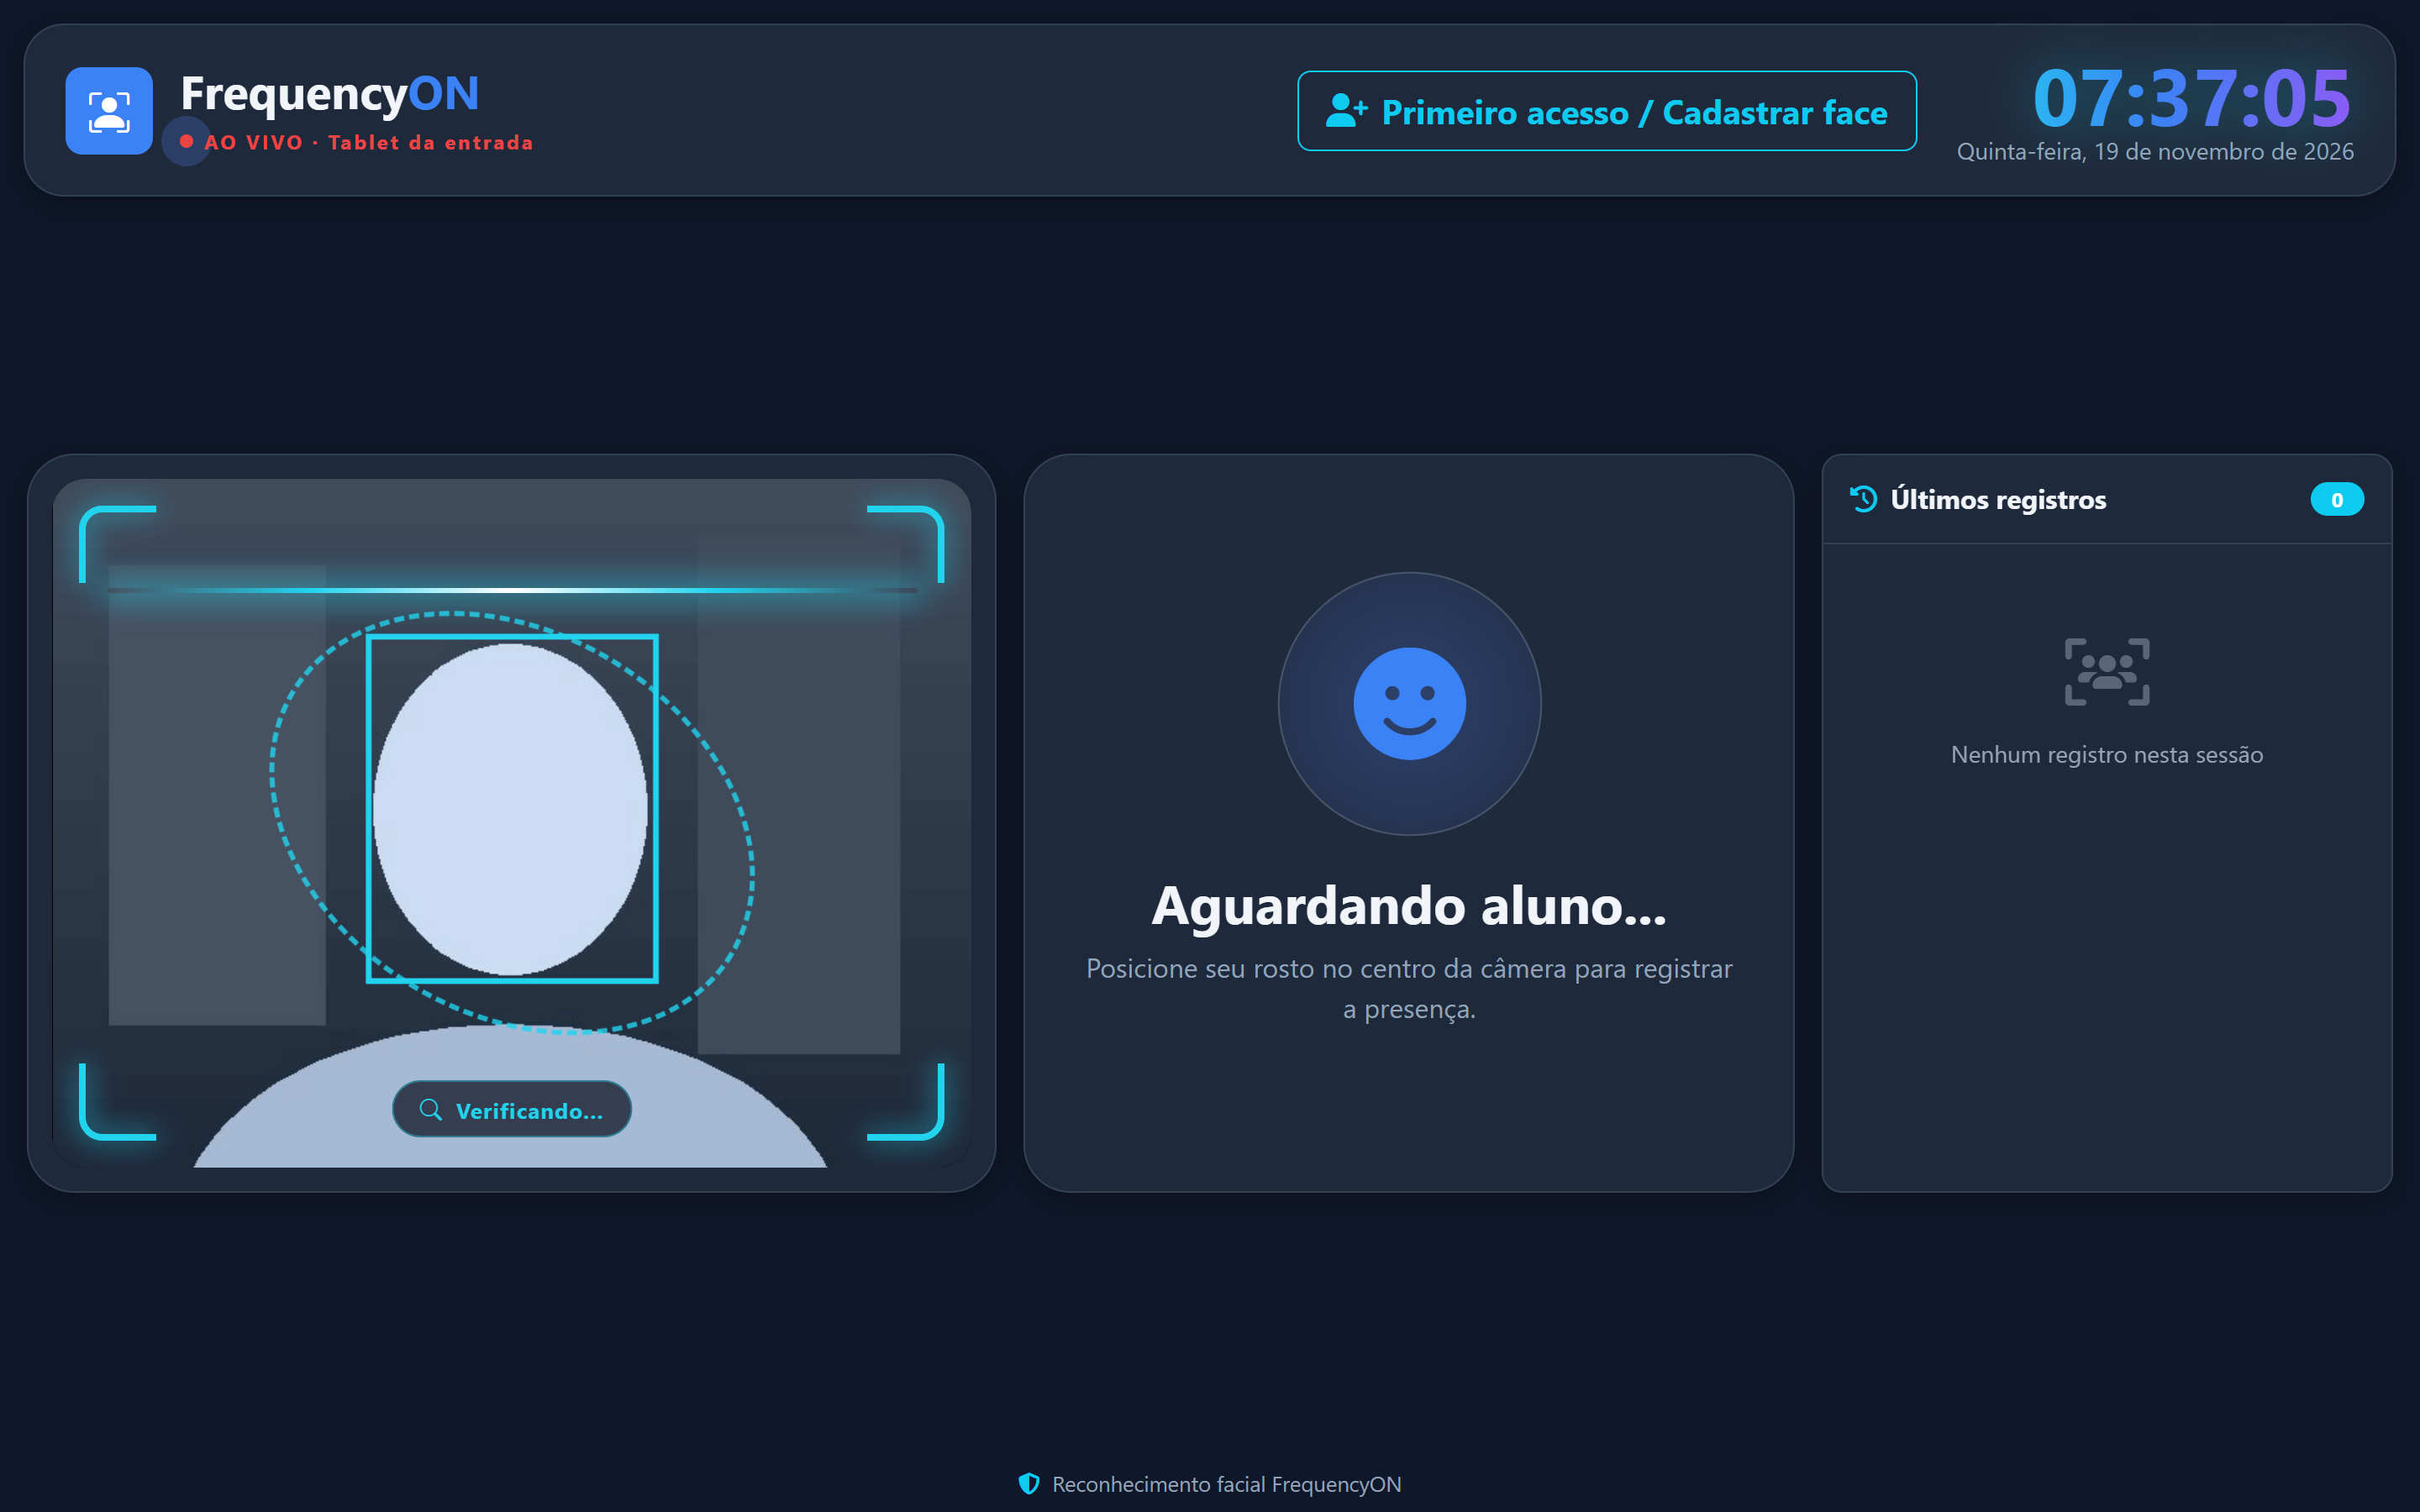 FrequencyON
AO VIVO · Tablet da entrada
Primeiro acesso / Cadastrar face
07:37:05
Quinta-feira, 19 de novembro de 2026
Verificando...
Aguardando aluno...
Posicione seu rosto no centro da câmera para registrar
a presença.
Últimos registros
0
Nenhum registro nesta sessão
Reconhecimento facial FrequencyON